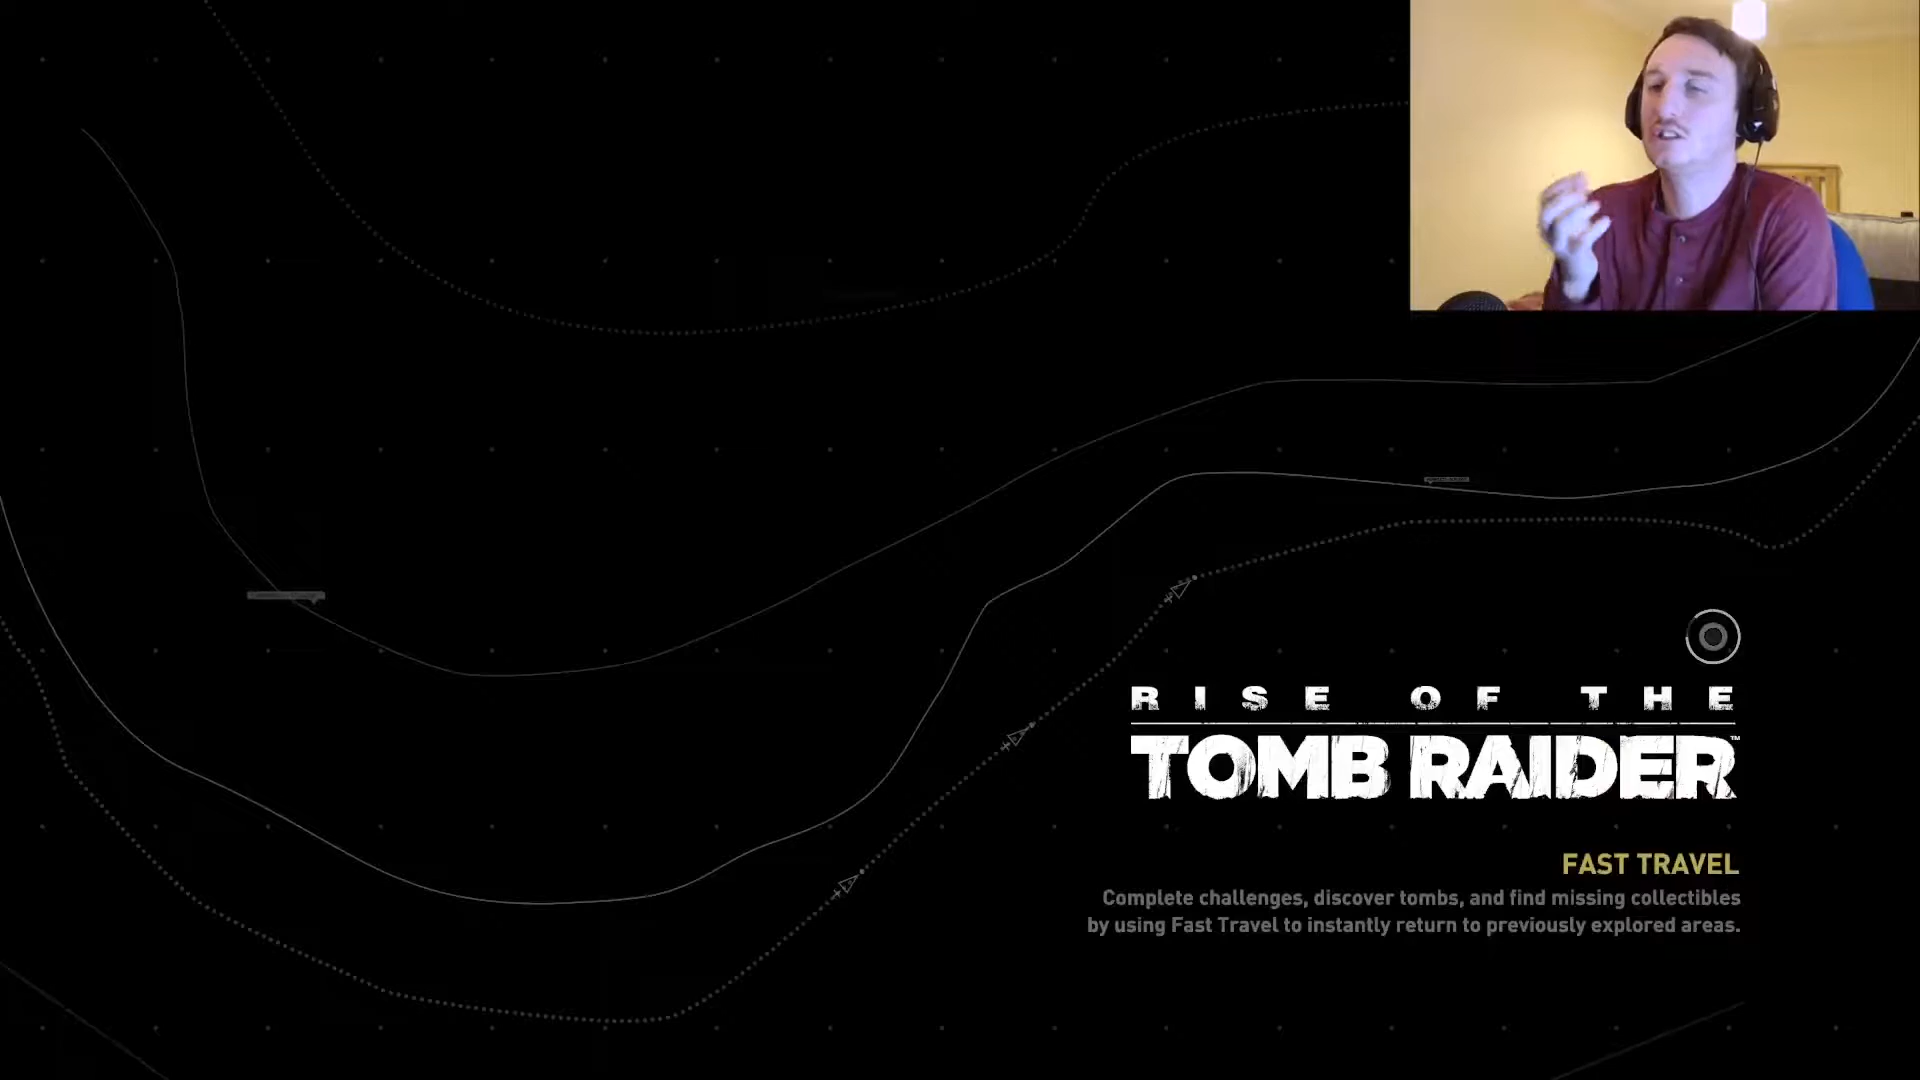 RISE OF THE
TOMB RAIDER™
FAST TRAVEL
Complete challenges, discover tombs, and find missing collectibles
by using Fast Travel to instantly return to previously explored areas.